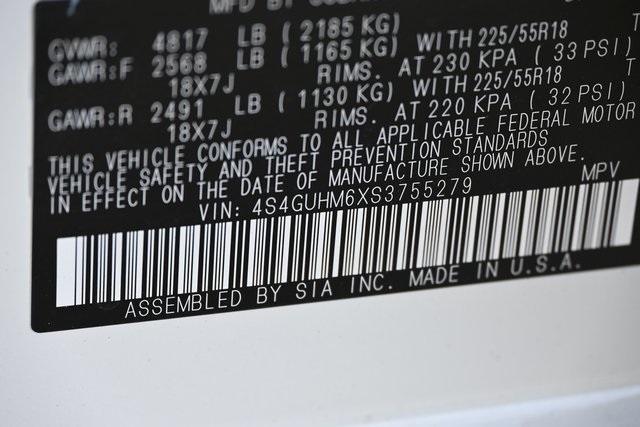 MFD BY
GVWR: 4817 LB ( 2185 KG)
GAWR:F 2568 LB ( 1165 KG) WITH 225/55R18
18X7J RIMS. AT 230 KPA ( 33 PSI) T
GAWR:R 2491 LB ( 1130 KG) WITH 225/55R18
18X7J RIMS. AT 220 KPA ( 32 PSI) T
THIS VEHICLE CONFORMS TO ALL APPLICABLE FEDERAL MOTOR
VEHICLE SAFETY AND THEFT PREVENTION STANDARDS
IN EFFECT ON THE DATE OF MANUFACTURE SHOWN ABOVE.
VIN: 4S4GUHM6XS3755279 MPV
ASSEMBLED BY SIA INC. MADE IN U.S.A.